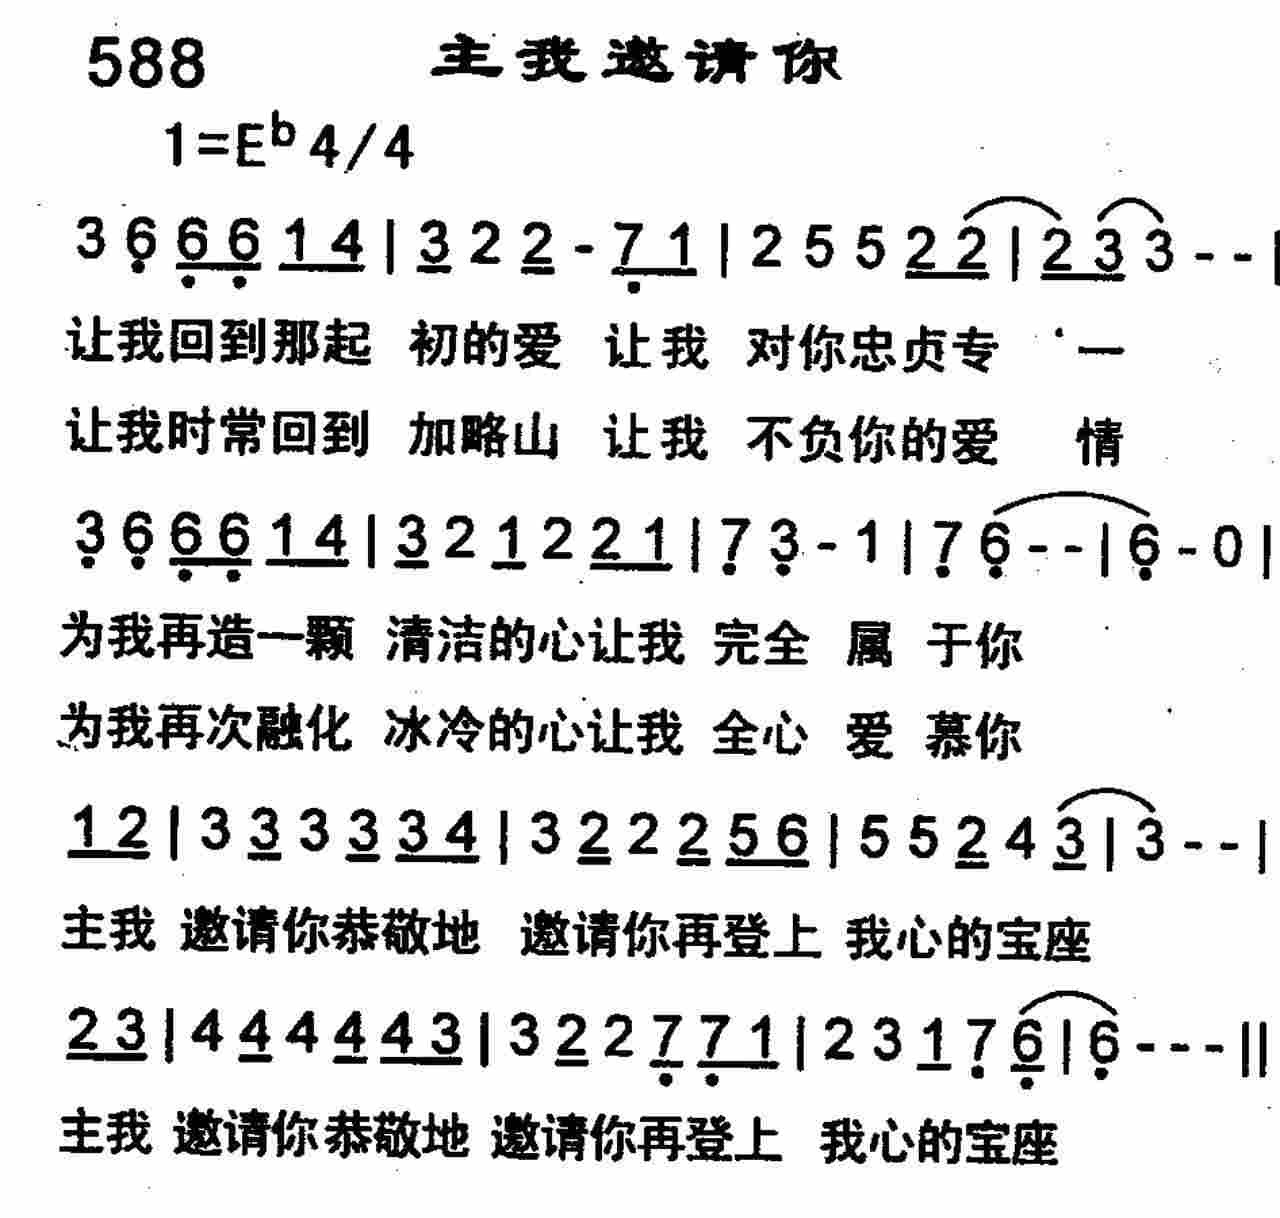 588 主我邀请你
1=E♭ 4/4
3 6̣ 6̣ 6̣ 1 4 | 3 2 2 - 7̣ 1 | 2 5 5 2 2 | 2 3 3 - - |
让我回到那起 初的爱 让我 对你忠贞专 一
让我时常回到 加略山 让我 不负你的爱 情
3̣ 6̣ 6̣ 6̣ 1 4 | 3 2 1 2 2 1 | 7̣ 3̣ - 1 | 7̣ 6̣ - - | 6̣ - 0 |
为我再造一颗 清洁的心让我 完全 属 于你
为我再次融化 冰冷的心让我 全心 爱 慕你
1 2 | 3 3 3 3 3 4 | 3 2 2 2 5 6 | 5 5 2 4 3 | 3 - - |
主我 邀请你恭敬地 邀请你再登上 我心的宝座
2 3 | 4 4 4 4 4 3 | 3 2 2 7̣ 7̣ 1 | 2 3 1 7̣ 6̣ | 6̣ - - - ||
主我 邀请你恭敬地 邀请你再登上 我心的宝座